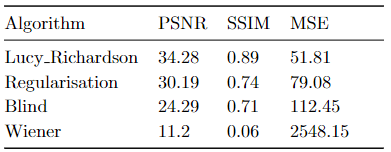 Algorithm PSNR SSIM MSE
Lucy_Richardson 34.28 0.89 51.81
Regularisation 30.19 0.74 79.08
Blind 24.29 0.71 112.45
Wiener 11.2 0.06 2548.15